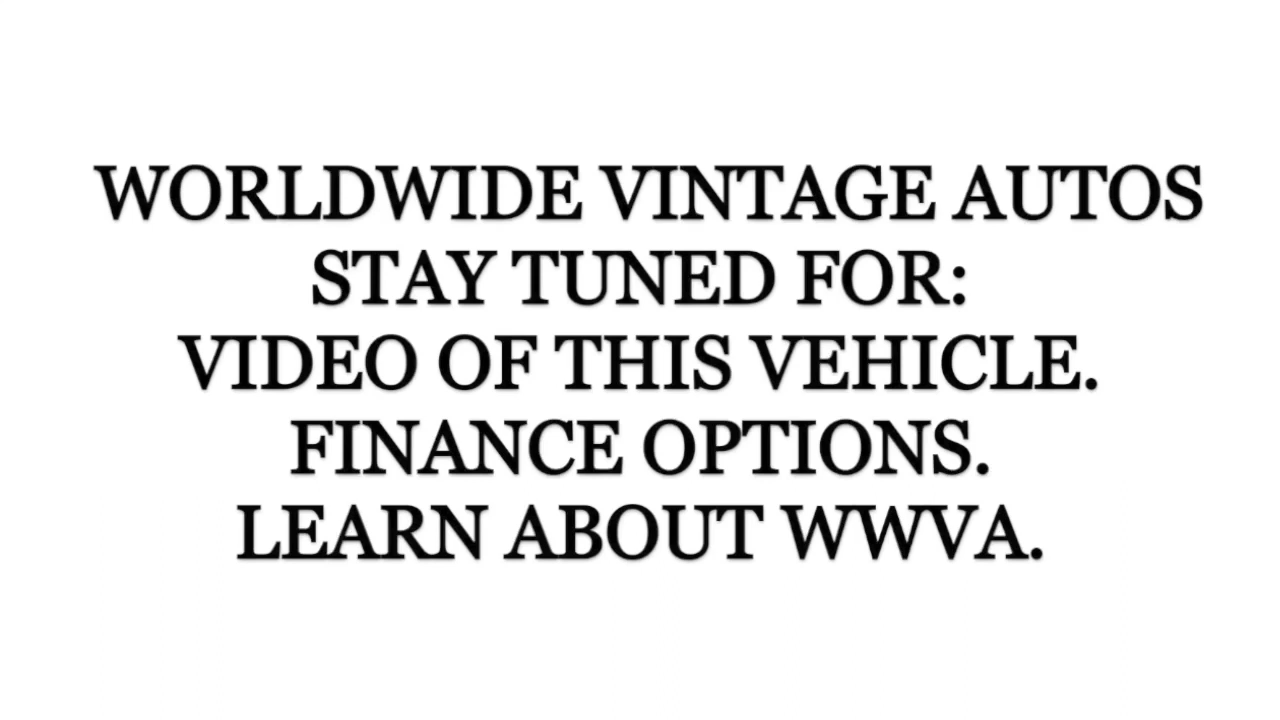 WORLDWIDE VINTAGE AUTOS
STAY TUNED FOR:
VIDEO OF THIS VEHICLE.
FINANCE OPTIONS.
LEARN ABOUT WWVA.